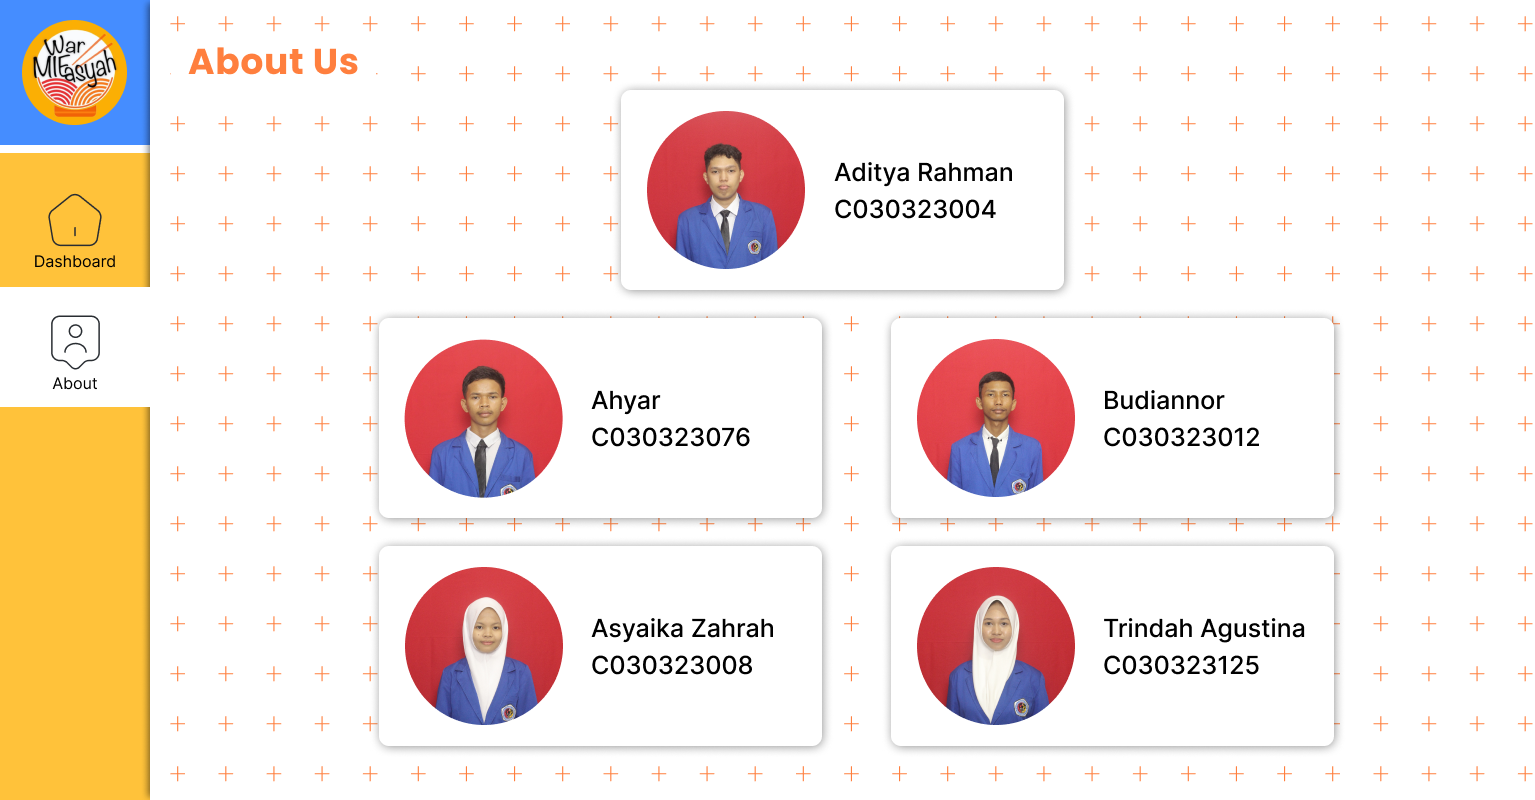 War
MIEasyah
About Us
Aditya Rahman
C030323004
Dashboard
About
Ahyar
C030323076
Budiannor
C030323012
Asyaika Zahrah
C030323008
Trindah Agustina
C030323125